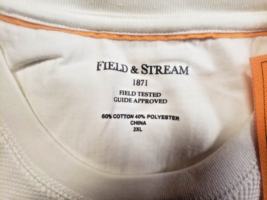 FIELD & STREAM
1871
FIELD TESTED
GUIDE APPROVED
60% COTTON 40% POLYESTER
CHINA
2XL